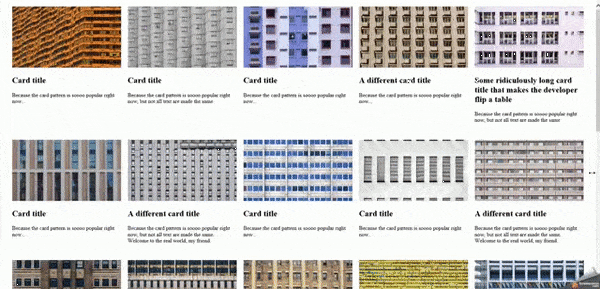 Card title
Because the card pattern is soooo popular right
now...
Card title
Because the card pattern is soooo popular right
now, but not all text are made the same
Card title
Because the card pattern is soooo popular right
now...
A different card title
Because the card pattern is soooo popular right
now...
Some ridiculously long card
title that makes the developer
flip a table
Because the card pattern is soooo popular right
now, but not all text are made the same
Card title
Because the card pattern is soooo popular right
now...
A different card title
Because the card pattern is soooo popular right
now, but not all text are made the same.
Welcome to the real world, my friend.
Card title
Because the card pattern is soooo popular right
now...
Card title
Because the card pattern is soooo popular right
now...
A different card title
Because the card pattern is soooo popular right
now, but not all text are made the same.
Welcome to the real world, my friend.